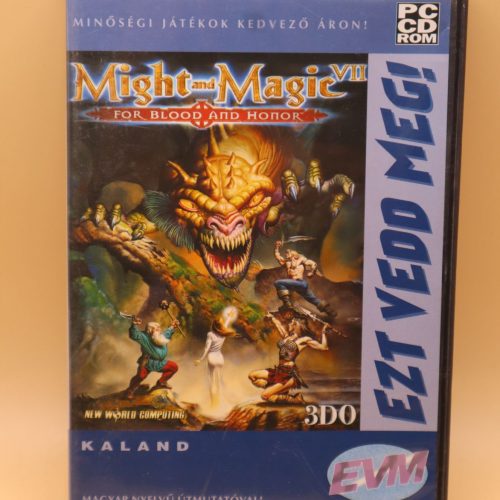 MINŐSÉGI JÁTÉKOK KEDVEZŐ ÁRON!
PC
CD
ROM
Might and Magic VII
FOR BLOOD AND HONOR
EZT VEDD MEG!
NEW WORLD COMPUTING
3DO
KALAND
EVM
MAGYAR NYELVŰ ÚTMUTATÓVAL!